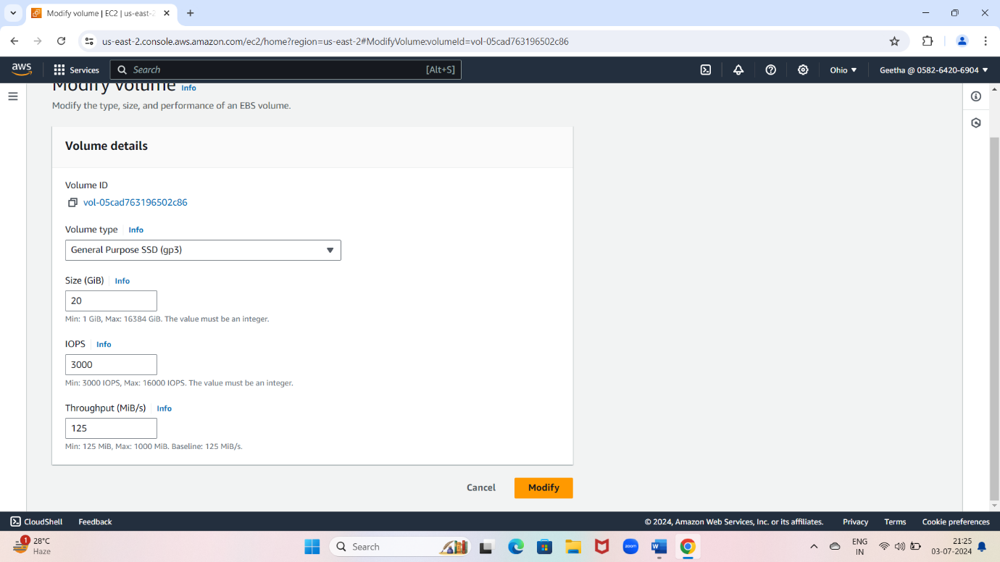 Modify volume | EC2 | us-east-2
us-east-2.console.aws.amazon.com/ec2/home?region=us-east-2#ModifyVolume:volumeId=vol-05cad763196502c86
aws Services Search [Alt+S] Ohio Geetha @ 0582-6420-6904
Modify volume Info
Modify the type, size, and performance of an EBS volume.
Volume details
Volume ID
vol-05cad763196502c86
Volume type Info
General Purpose SSD (gp3)
Size (GiB) Info
20
Min: 1 GiB, Max: 16384 GiB. The value must be an integer.
IOPS Info
3000
Min: 3000 IOPS, Max: 16000 IOPS. The value must be an integer.
Throughput (MiB/s) Info
125
Min: 125 MiB, Max: 1000 MiB. Baseline: 125 MiB/s.
Cancel Modify
CloudShell Feedback © 2024, Amazon Web Services, Inc. or its affiliates. Privacy Terms Cookie preferences
1 28°C
Haze
Search
zoom
W
ENG
IN
21:25
03-07-2024